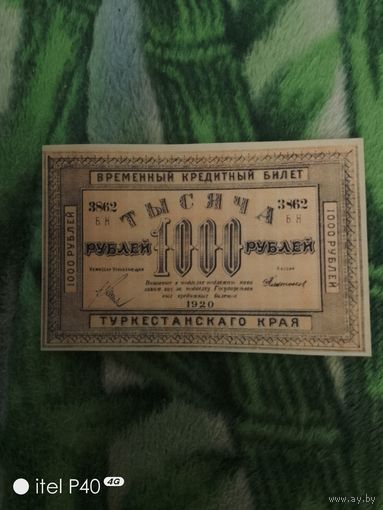 ВРЕМЕННЫЙ КРЕДИТНЫЙ БИЛЕТ
3862 3862
БН БН
ТЫСЯЧА
РУБЛЕЙ 1000 РУБЛЕЙ
1000 РУБЛЕЙ
1000 РУБЛЕЙ
1920
ТУРКЕСТАНСКАГО КРАЯ
itel P40 4G
ay.by